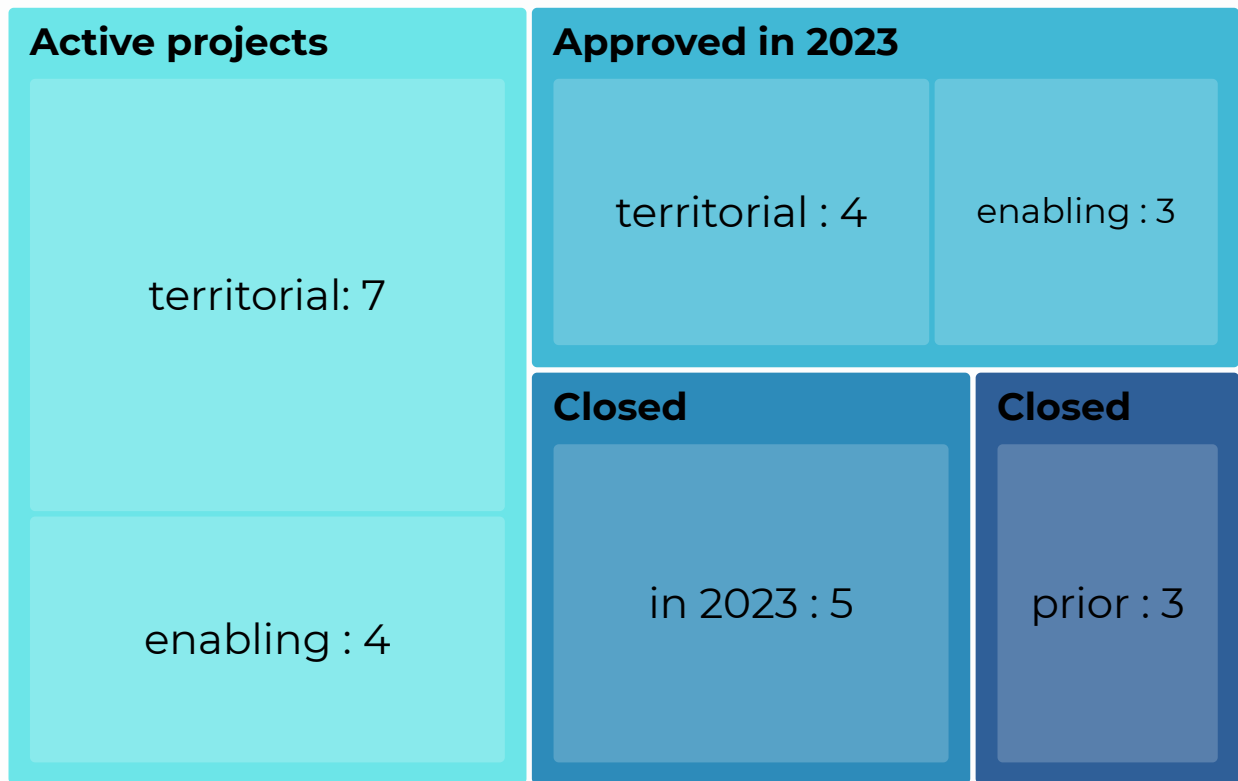 Active projects
territorial: 7
enabling : 4
Approved in 2023
territorial : 4
enabling : 3
Closed
in 2023 : 5
Closed
prior : 3